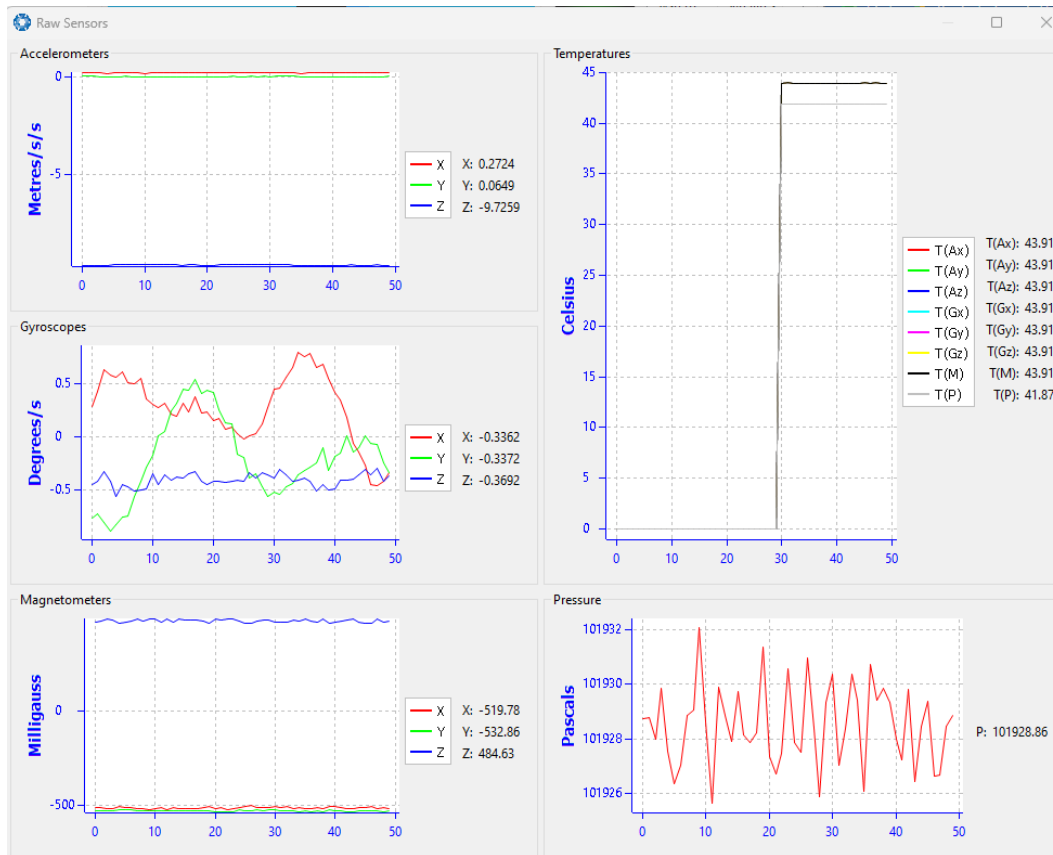 Raw Sensors
Accelerometers
Metres/s/s
0
-5
0 10 20 30 40 50
X X: 0.2724
Y Y: 0.0649
Z Z: -9.7259
Gyroscopes
Degrees/s
0.5
0
-0.5
0 10 20 30 40 50
X X: -0.3362
Y Y: -0.3372
Z Z: -0.3692
Magnetometers
Milligauss
0
-500
0 10 20 30 40 50
X X: -519.78
Y Y: -532.86
Z Z: 484.63
Temperatures
Celsius
45
40
35
30
25
20
15
10
5
0
0 10 20 30 40 50
T(Ax) T(Ax): 43.91
T(Ay) T(Ay): 43.91
T(Az) T(Az): 43.91
T(Gx) T(Gx): 43.91
T(Gy) T(Gy): 43.91
T(Gz) T(Gz): 43.91
T(M) T(M): 43.91
T(P) T(P): 41.87
Pressure
Pascals
101932
101930
101928
101926
0 10 20 30 40 50
P: 101928.86